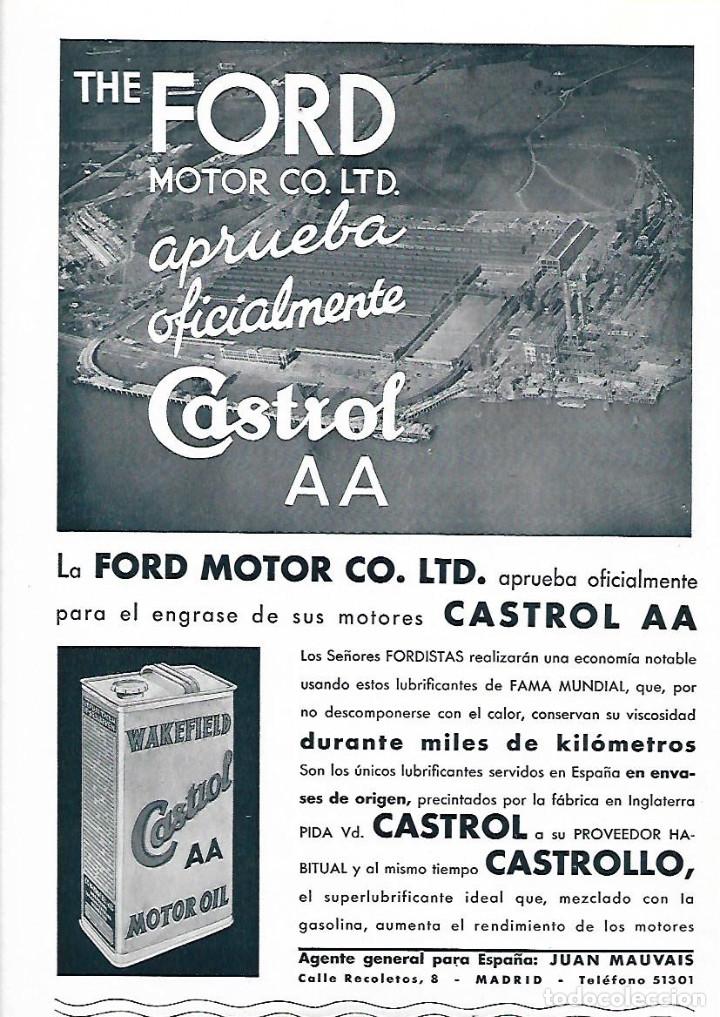 THE FORD
MOTOR CO. LTD.
aprueba
oficialmente
Castrol
AA
La FORD MOTOR CO. LTD. aprueba oficialmente
para el engrase de sus motores CASTROL AA
WAKEFIELD
Castrol
AA
MOTOR OIL
Los Señores FORDISTAS realizarán una economía notable
usando estos lubrificantes de FAMA MUNDIAL, que, por
no descomponerse con el calor, conservan su viscosidad
durante miles de kilómetros
Son los únicos lubrificantes servidos en España en enva-
ses de origen, precintados por la fábrica en Inglaterra
PIDA Vd. CASTROL a su PROVEEDOR HA-
BITUAL y al mismo tiempo CASTROLLO,
el superlubrificante ideal que, mezclado con la
gasolina, aumenta el rendimiento de los motores
Agente general para España: JUAN MAUVAIS
Calle Recoletos, 8 - MADRID - Teléfono 51301
todocoleccion